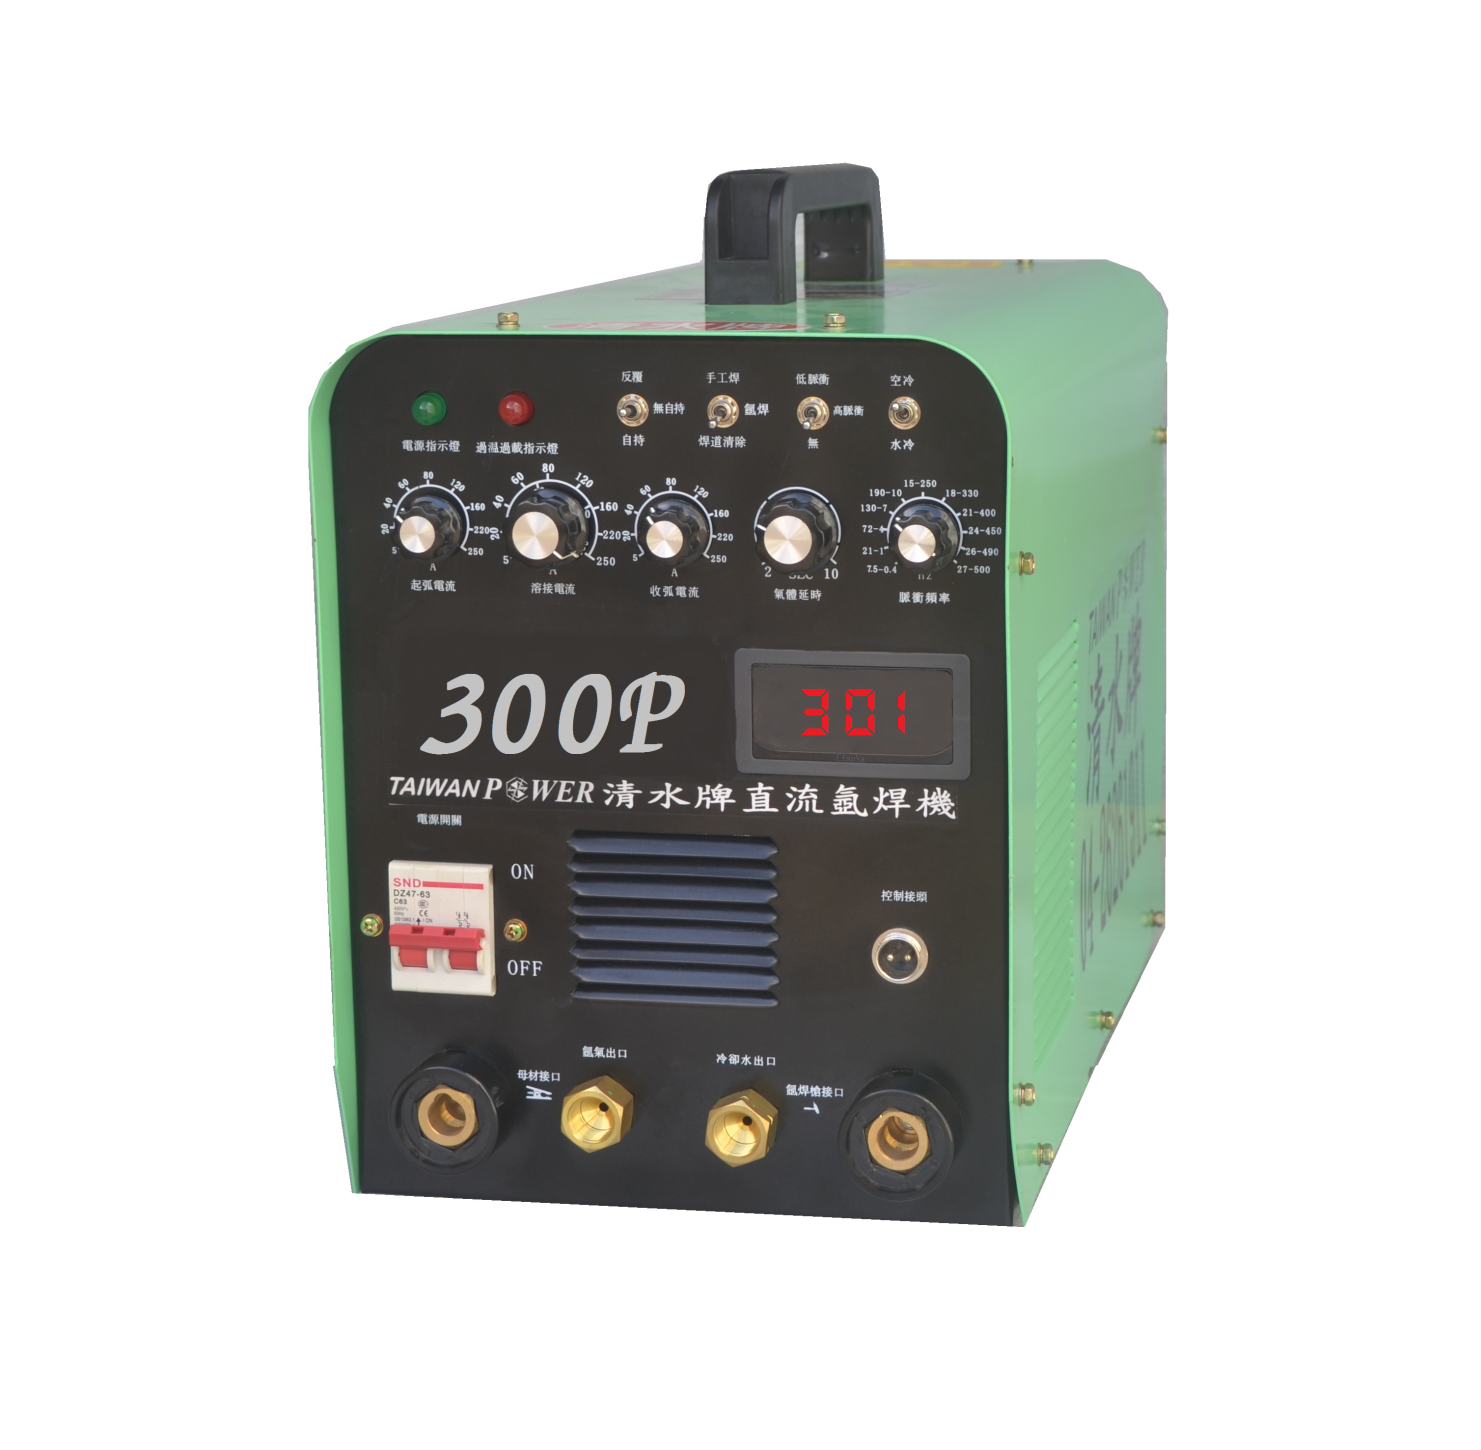 反覆
無自持
自持
手工焊
氬焊
焊道清除
低脈衝
高脈衝
無
空冷
水冷
電源指示燈
過溫過載指示燈
5 20 40 60 80 120 160 220 250
A
起弧電流
5 20 40 60 80 120 160 220 250
A
溶接電流
5 20 40 60 80 120 160 220 250
A
收弧電流
2 SEC 10
氣體延時
7.5-0.4 21-1 72-4 130-7 190-10 15-250 18-330 21-400 24-450 26-490 27-500
HZ
脈衝頻率
300P
301
TAIWAN POWER 清水牌直流氬焊機
電源開關
SND
DZ47-63
C63
ON
OFF
控制接頭
母材接口
氬氣出口
冷卻水出口
氬焊槍接口
TAIWAN POWER
清水牌
04-26201911